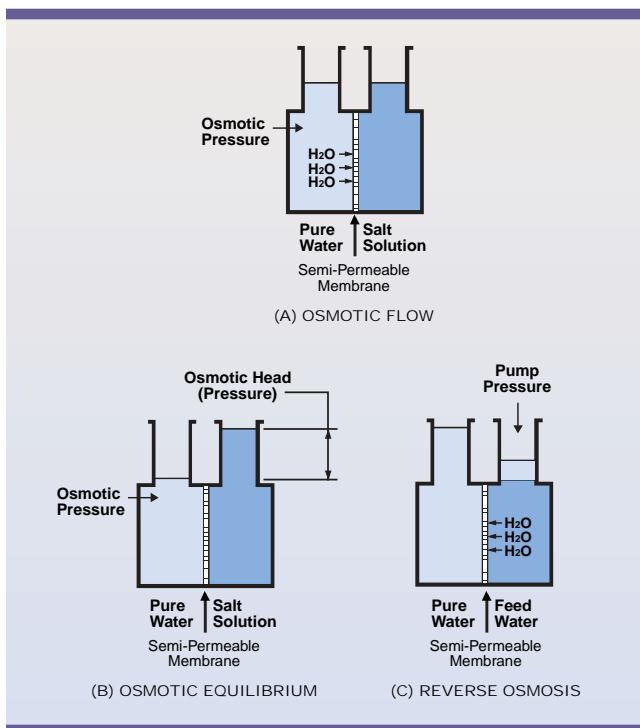 Osmotic
Pressure
H₂O
H₂O
H₂O
Pure
Water
Salt
Solution
Semi-Permeable
Membrane
(A) OSMOTIC FLOW
Osmotic Head
(Pressure)
Osmotic
Pressure
Pure
Water
Salt
Solution
Semi-Permeable
Membrane
(B) OSMOTIC EQUILIBRIUM
Pump
Pressure
H₂O
H₂O
H₂O
Pure
Water
Feed
Water
Semi-Permeable
Membrane
(C) REVERSE OSMOSIS